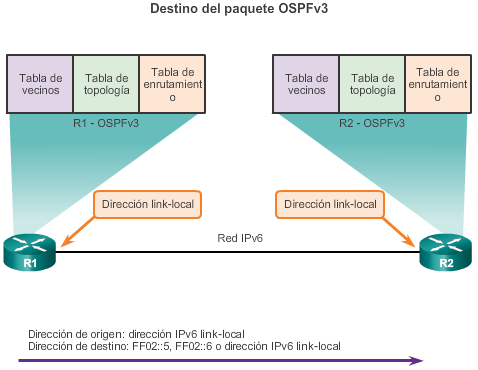 Destino del paquete OSPFv3
Tabla de
vecinos
Tabla de
topología
Tabla de
enrutamient
o
R1 - OSPFv3
Tabla de
vecinos
Tabla de
topología
Tabla de
enrutamient
o
R2 - OSPFv3
Dirección link-local
Dirección link-local
Red IPv6
R1
R2
Dirección de origen: dirección IPv6 link-local
Dirección de destino: FF02::5, FF02::6 o dirección IPv6 link-local